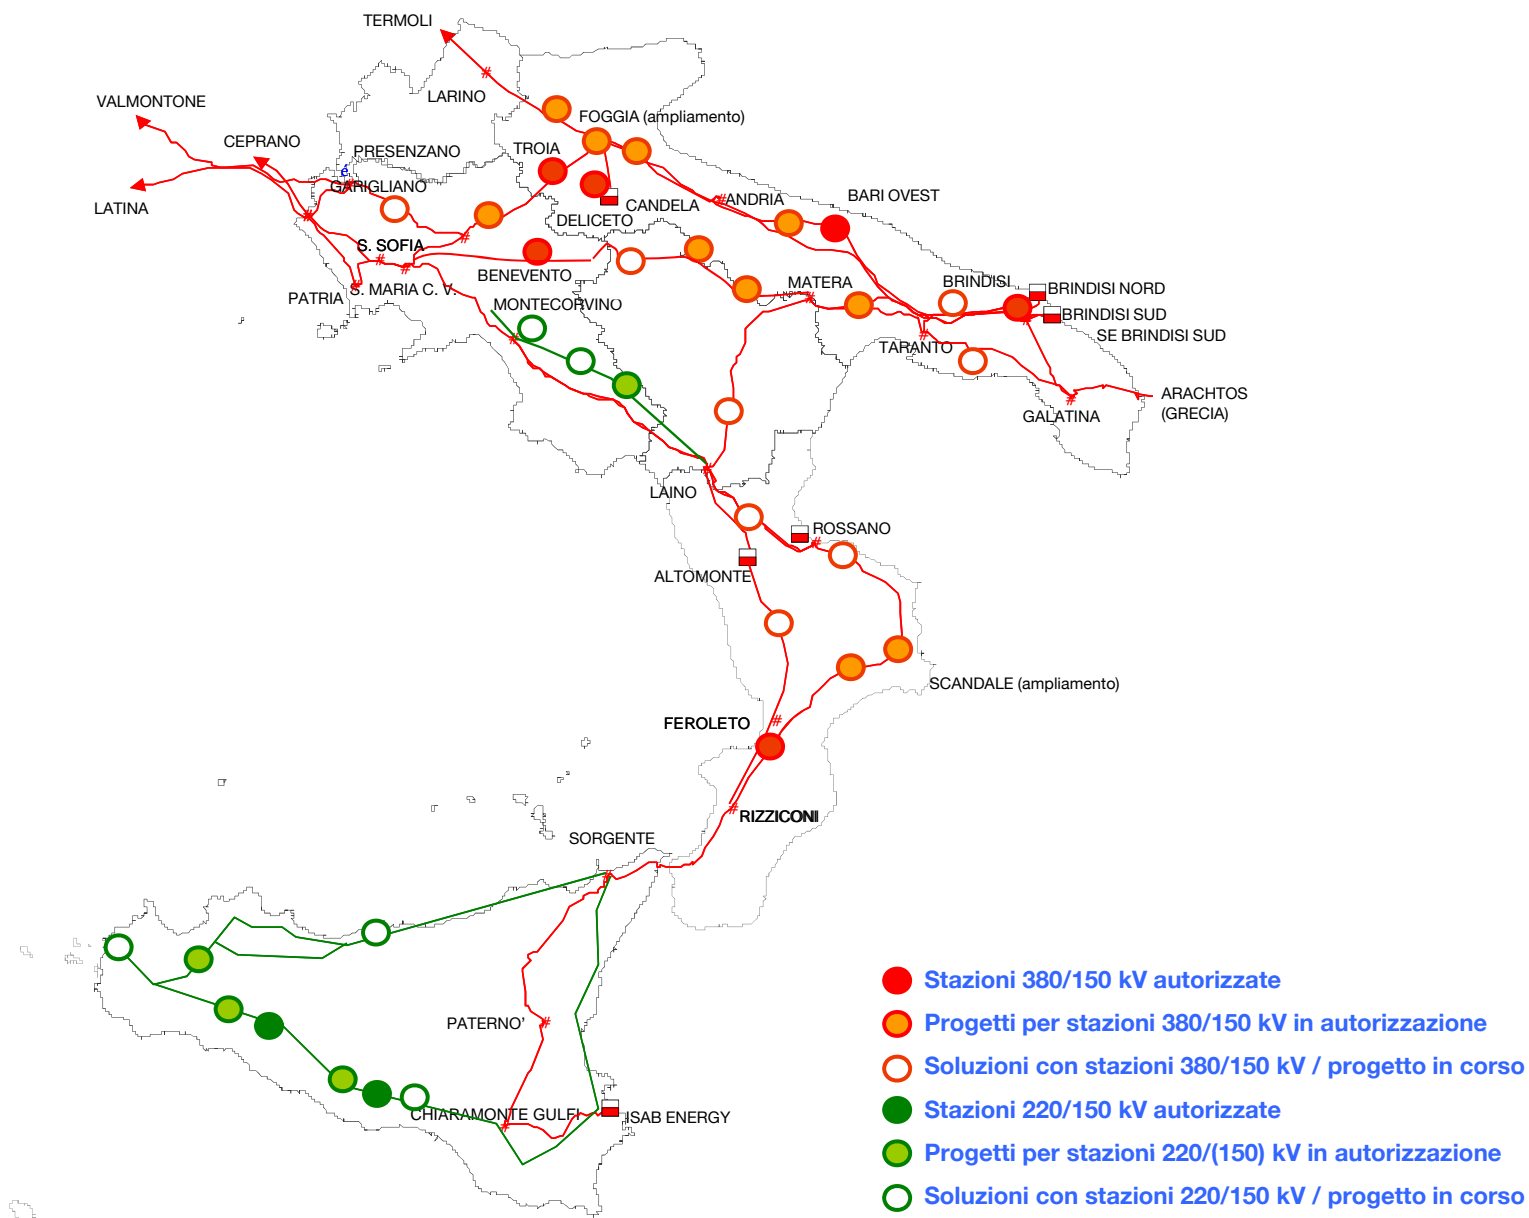 TERMOLI
VALMONTONE
LARINO
CEPRANO
FOGGIA (ampliamento)
PRESENZANO
TROIA
é
GARIGLIANO
LATINA
CANDELA
ANDRIA
BARI OVEST
DELICETO
S. SOFIA
BENEVENTO
PATRIA
S. MARIA C. V.
MONTECORVINO
MATERA
BRINDISI
BRINDISI NORD
BRINDISI SUD
SE BRINDISI SUD
TARANTO
ARACHTOS
(GRECIA)
GALATINA
LAINO
ROSSANO
ALTOMONTE
SCANDALE (ampliamento)
FEROLETO
RIZZICONI
SORGENTE
PATERNO'
CHIARAMONTE GULFI
ISAB ENERGY
Stazioni 380/150 kV autorizzate
Progetti per stazioni 380/150 kV in autorizzazione
Soluzioni con stazioni 380/150 kV / progetto in corso
Stazioni 220/150 kV autorizzate
Progetti per stazioni 220/(150) kV in autorizzazione
Soluzioni con stazioni 220/150 kV / progetto in corso